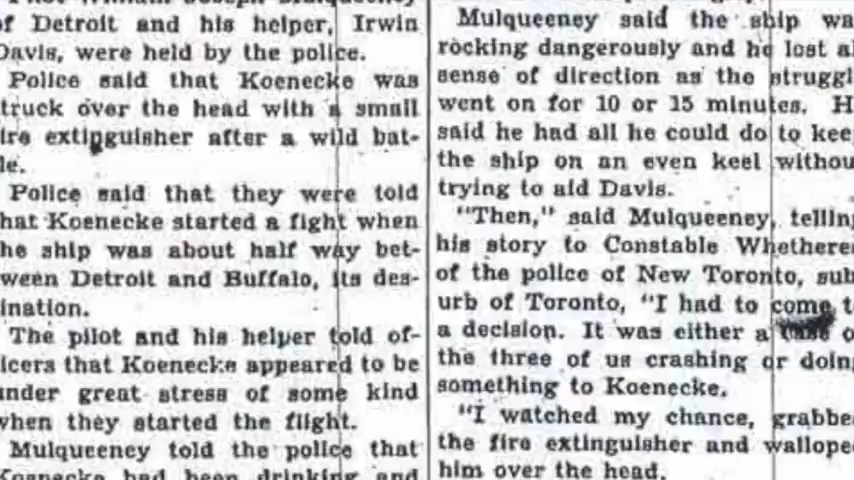 of Detroit and his helper, Irwin
Davis, were held by the police.
Police said that Koenecke was
truck over the head with a small
ire extinguisher after a wild bat-
le.
Police said that they were told
hat Koenecke started a fight when
he ship was about half way bet-
ween Detroit and Buffalo, its des-
ination.
The pilot and his helper told of-
icers that Koenecke appeared to be
under great stress of some kind
when they started the flight.
Mulqueeney told the police that
Koenecke had been drinking and
Mulqueeney said the ship wa
rocking dangerously and he lost al
sense of direction as the struggl
went on for 10 or 15 minutes. H
said he had all he could do to kee
the ship on an even keel withou
trying to aid Davis.
"Then," said Mulqueeney, telling
his story to Constable Whethere
of the police of New Toronto, sub
urb of Toronto, "I had to come t
a decision. It was either a case o
the three of us crashing or doin
something to Koenecke.
"I watched my chance, grabbe
the fire extinguisher and wallope
him over the head.